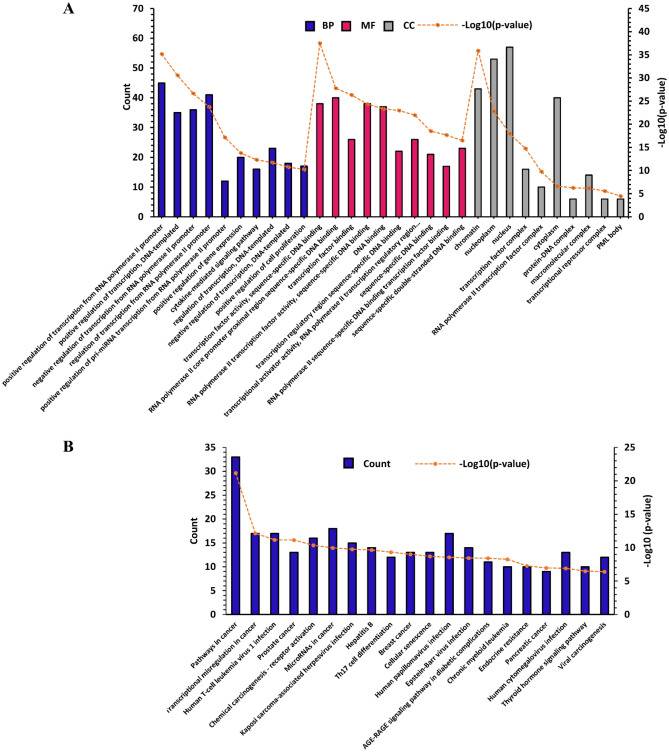 A
BP MF CC -Log10(p-value)
70
60
50
40
30
20
10
0
Count
45
40
35
30
25
20
15
10
5
0
-Log10(p-value)
positive regulation of transcription from RNA polymerase II promoter
positive regulation of transcription, DNA-templated
negative regulation of transcription from RNA polymerase II promoter
regulation of transcription from RNA polymerase II promoter
positive regulation of pri-miRNA transcription from RNA polymerase II promoter
positive regulation of gene expression
cytokine-mediated signaling pathway
regulation of transcription, DNA-templated
negative regulation of transcription, DNA-templated
positive regulation of cell proliferation
transcription factor activity, sequence-specific DNA binding
RNA polymerase II core promoter proximal region sequence-specific DNA binding
transcription factor binding
RNA polymerase II transcription factor activity, sequence-specific DNA binding
DNA binding
transcription regulatory region sequence-specific DNA binding
transcriptional activator activity, RNA polymerase II transcription regulatory region…
sequence-specific DNA binding
RNA polymerase II sequence-specific DNA binding transcription factor binding
sequence-specific double-stranded DNA binding
chromatin
nucleoplasm
nucleus
transcription factor complex
RNA polymerase II transcription factor complex
cytoplasm
protein-DNA complex
macromolecular complex
transcriptional repressor complex
PML body
B
Count -Log10(p-value)
35
30
25
20
15
10
5
0
Count
25
20
15
10
5
0
-Log10 (p-value)
Pathways in cancer
Transcriptional misregulation in cancer
Human T-cell leukemia virus 1 infection
Prostate cancer
Chemical carcinogenesis - receptor activation
MicroRNAs in cancer
Kaposi sarcoma-associated herpesvirus infection
Hepatitis B
Th17 cell differentiation
Breast cancer
Cellular senescence
Human papillomavirus infection
Epstein-Barr virus infection
AGE-RAGE signaling pathway in diabetic complications
Chronic myeloid leukemia
Endocrine resistance
Pancreatic cancer
Human cytomegalovirus infection
Thyroid hormone signaling pathway
Viral carcinogenesis